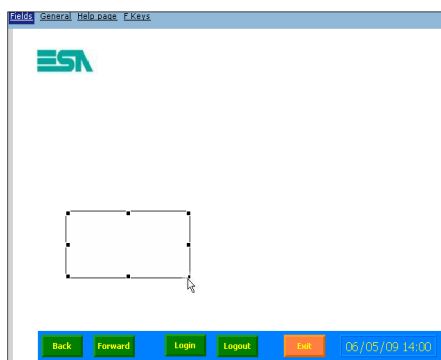 Fields General Help page F Keys
ESA
Back Forward Login Logout Exit 06/05/09 14:00